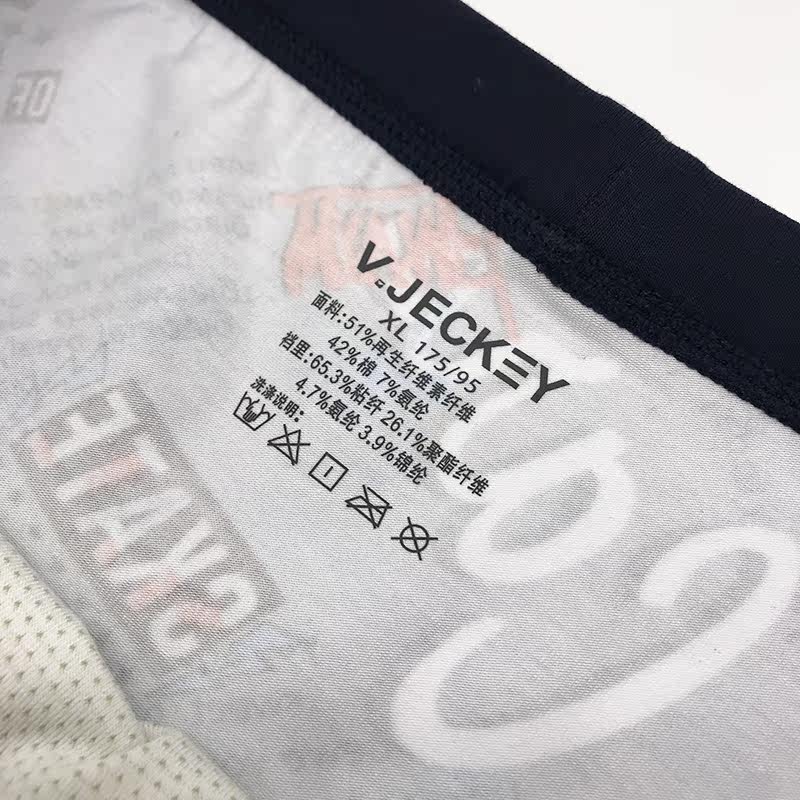 V.JECKEY
XL 175/95
面料:51%再生纤维素纤维
42%棉 7%氨纶
裆里:65.3%粘纤 26.1%聚酯纤维
4.7%氨纶 3.9%锦纶
洗涤说明:
OF
SKATE